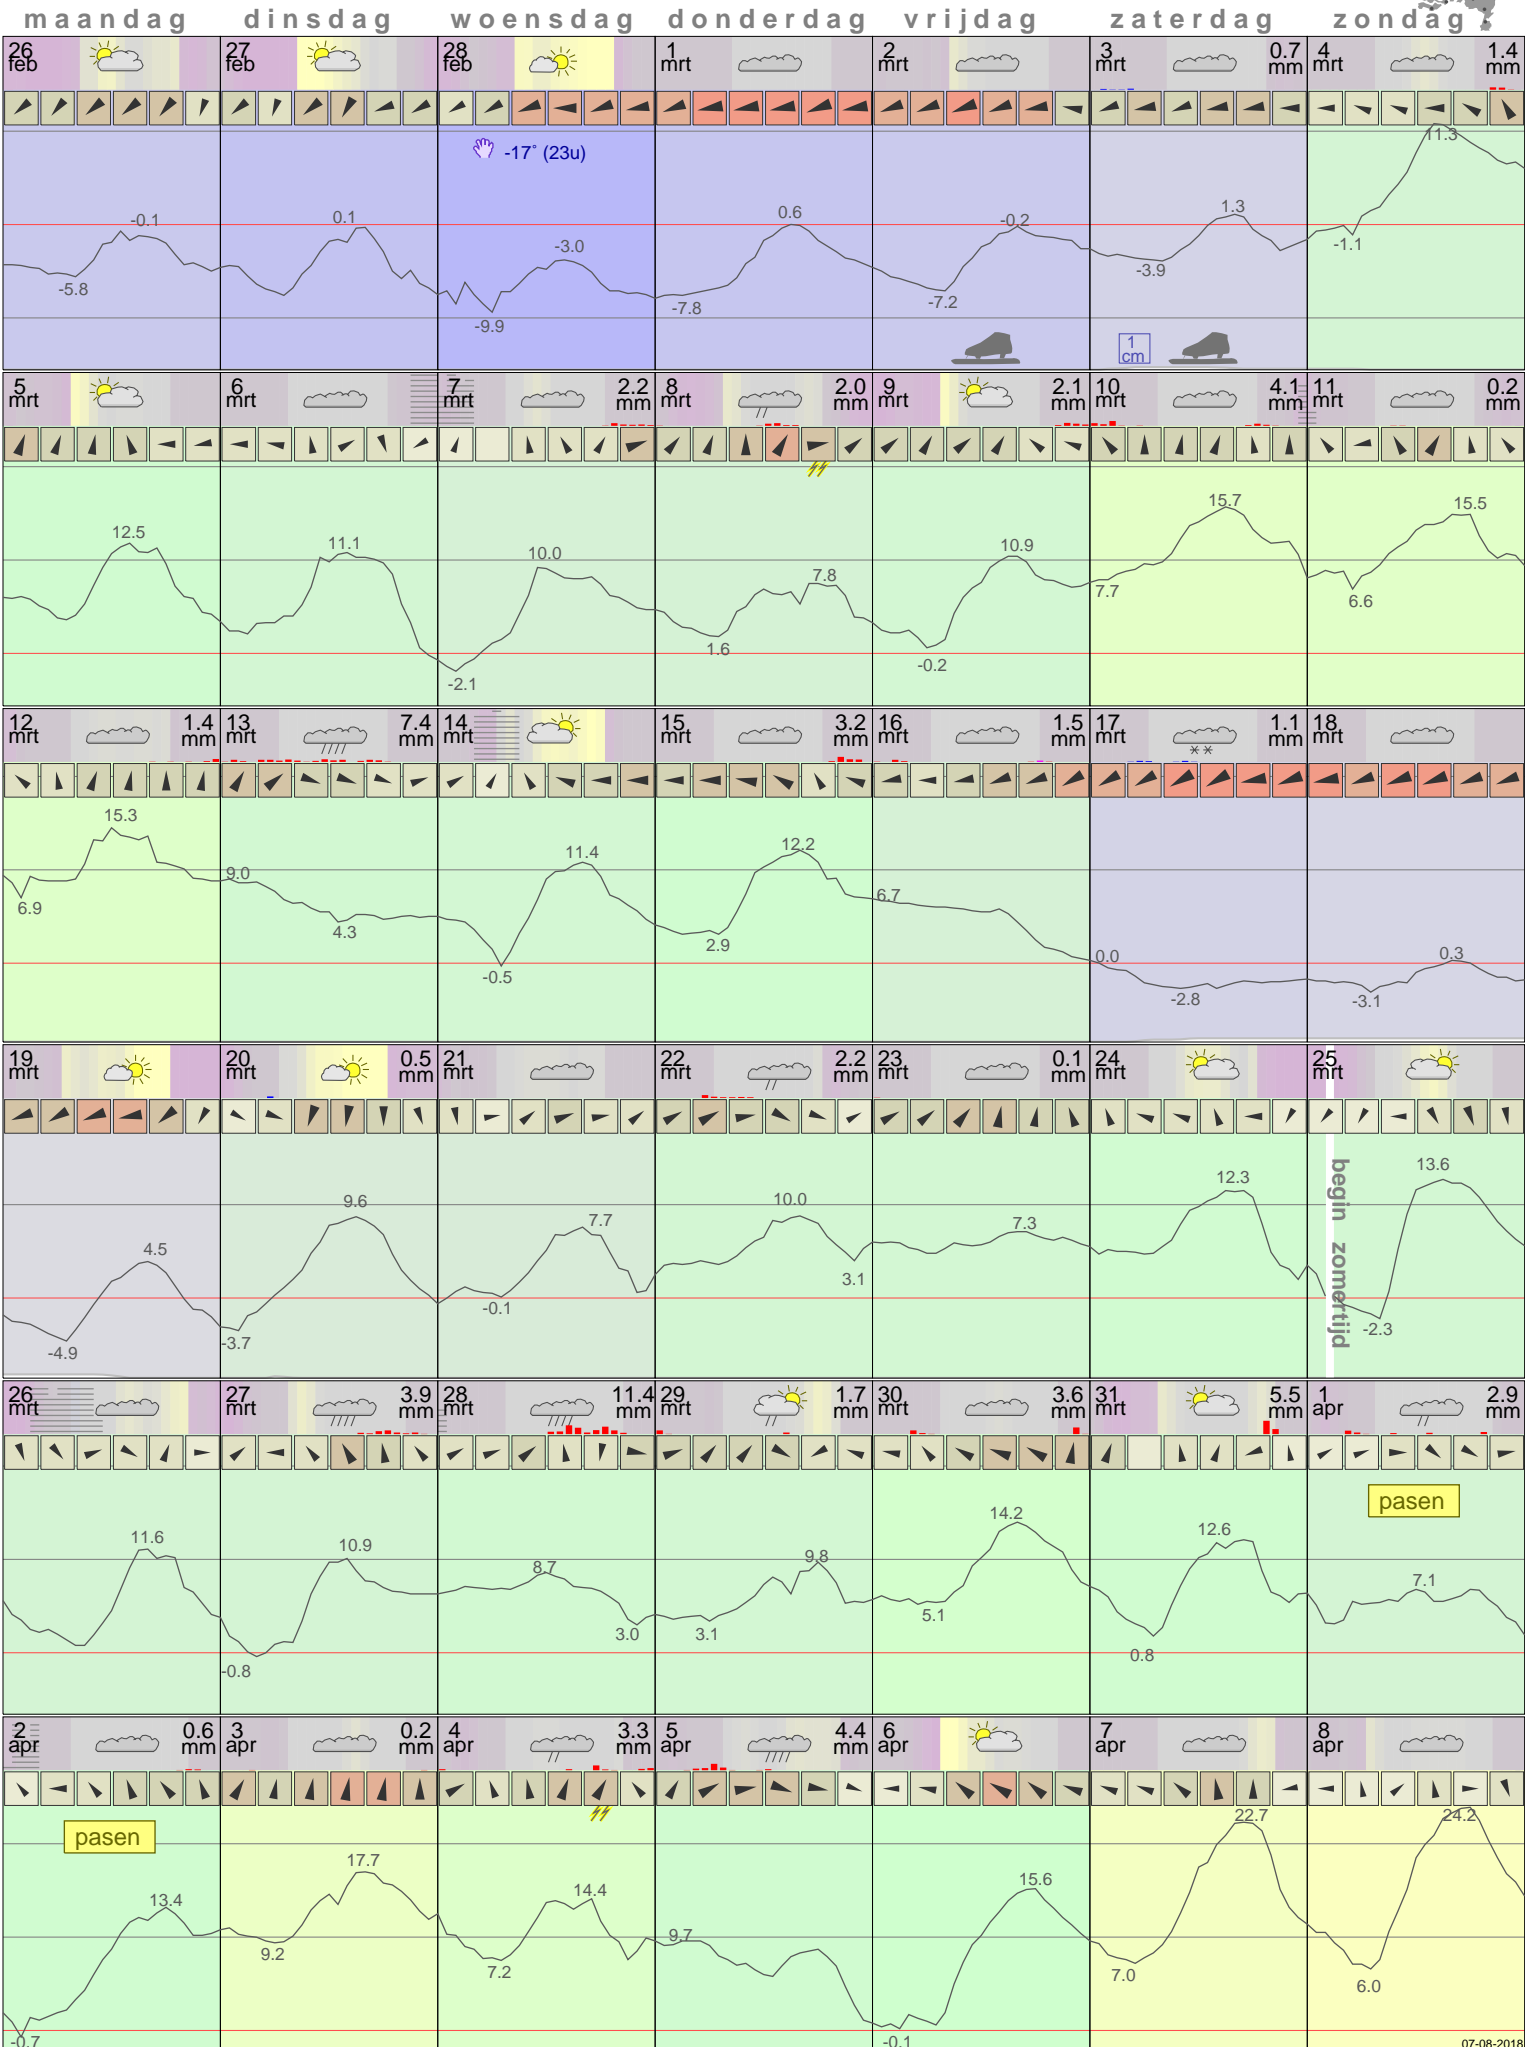 maandag dinsdag woensdag donderdag vrijdag zaterdag zondag
26 27 28 1 2 3 0.7 4 1.4
feb feb feb mrt mrt mrt mm mrt mm
-17° (23u)
11.3
-0.1 0.1 -3.0 0.6 -0.2 1.3
-5.8 -9.9 -7.8 -7.2 -3.9 -1.1
1
cm
5 6 7 2.2 8 2.0 9 2.1 10 4.1 11 0.2
mrt mrt mrt mm mrt mm mrt mm mrt mm mrt mm
12.5 11.1 10.0 7.8 10.9 15.7 15.5
-2.1 1.6 -0.2 7.7 6.6
12 1.4 13 7.4 14 15 3.2 16 1.5 17 1.1 18
mrt mm mrt mm mrt mrt mm mrt mm mrt mm mrt
15.3 9.0 11.4 12.2 6.7 0.0 0.3
6.9 4.3 -0.5 2.9 -2.8 -3.1
19 20 0.5 21 22 2.2 23 0.1 24 25
mrt mrt mm mrt mrt mm mrt mm mrt mrt
begin zomertijd
4.5 9.6 7.7 10.0 7.3 12.3 13.6
-4.9 -3.7 -0.1 3.1 -2.3
26 27 3.9 28 11.4 29 1.7 30 3.6 31 5.5 1 2.9
mrt mrt mm mrt mm mrt mm mrt mm mrt mm apr mm
pasen
11.6 10.9 8.7 9.8 14.2 12.6 7.1
-0.8 3.0 3.1 5.1 0.8
2 0.6 3 0.2 4 3.3 5 4.4 6 7 8
apr mm apr mm apr mm apr mm apr apr apr
pasen
13.4 17.7 14.4 9.7 15.6 22.7 24.2
-0.7 9.2 7.2 -0.1 7.0 6.0
07-08-2018